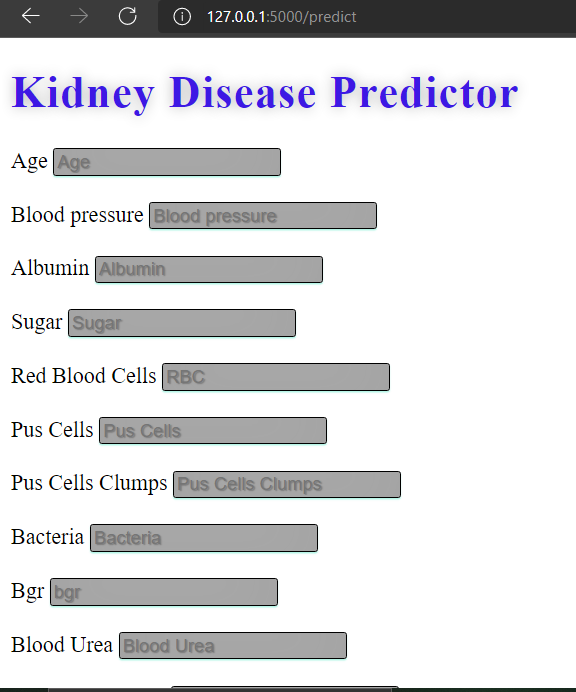 127.0.0.1:5000/predict
Kidney Disease Predictor
Age Age
Blood pressure Blood pressure
Albumin Albumin
Sugar Sugar
Red Blood Cells RBC
Pus Cells Pus Cells
Pus Cells Clumps Pus Cells Clumps
Bacteria Bacteria
Bgr bgr
Blood Urea Blood Urea